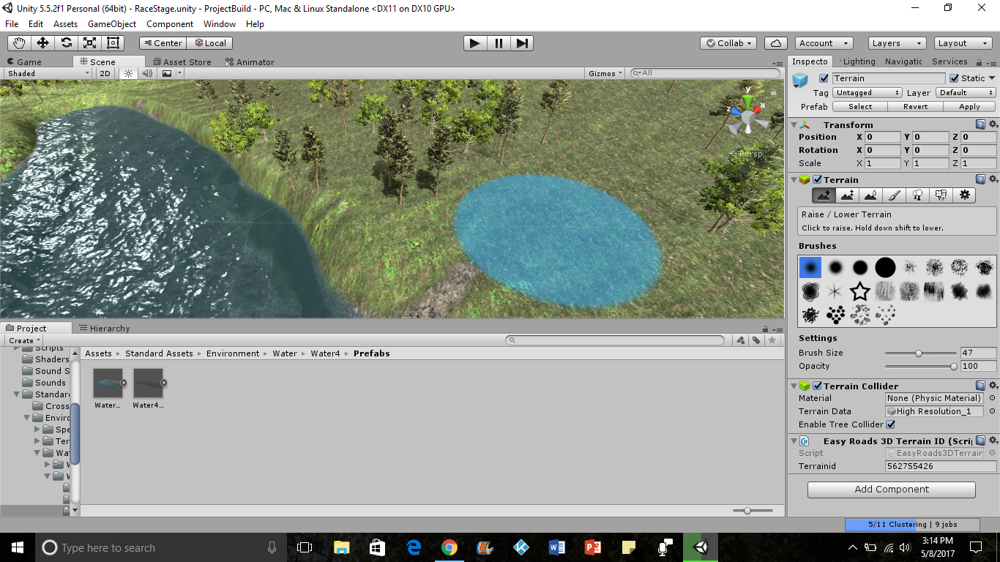 Unity 5.5.2f1 Personal (64bit) - RaceStage.unity - ProjectBuild - PC, Mac & Linux Standalone <DX11 on DX10 GPU>
File Edit Assets GameObject Component Window Help
Center Local Collab Account Layers Layout
Game Scene Asset Store Animator
Shaded 2D Gizmos All
y
x
z
Persp
Inspecto Lighting Navigatic Services
Terrain Static
Tag Untagged Layer Default
Prefab Select Revert Apply
Transform
Position X 0 Y 0 Z 0
Rotation X 0 Y 0 Z 0
Scale X 1 Y 1 Z 1
Terrain
Raise / Lower Terrain
Click to raise. Hold down shift to lower.
Brushes
Settings
Brush Size 47
Opacity 100
Terrain Collider
Material None (Physic Material)
Terrain Data High Resolution_1
Enable Tree Collider
Easy Roads 3D Terrain ID (Scrip
Script EasyRoads3DTerrain
Terrainid 562755426
Add Component
Project Hierarchy
Create
Scripts
Shaders
Sound S
Sounds
Standar
Cross
Enviro
Spe
Ter
Wat
Assets Standard Assets Environment Water Water4 Prefabs
Water... Water4...
5/11 Clustering | 9 jobs
Type here to search
3:14 PM
5/8/2017